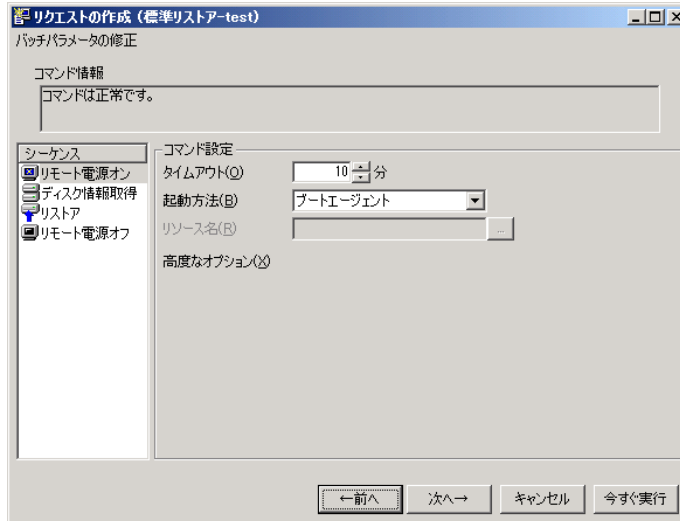 リクエストの作成 (標準リストア-test)
バッチパラメータの修正
コマンド情報
コマンドは正常です。
シーケンス
リモート電源オン
ディスク情報取得
リストア
リモート電源オフ
コマンド設定
タイムアウト(O) 10 分
起動方法(B) ブートエージェント
リソース名(R) ...
高度なオプション(X)
←前へ 次へ→ キャンセル 今すぐ実行